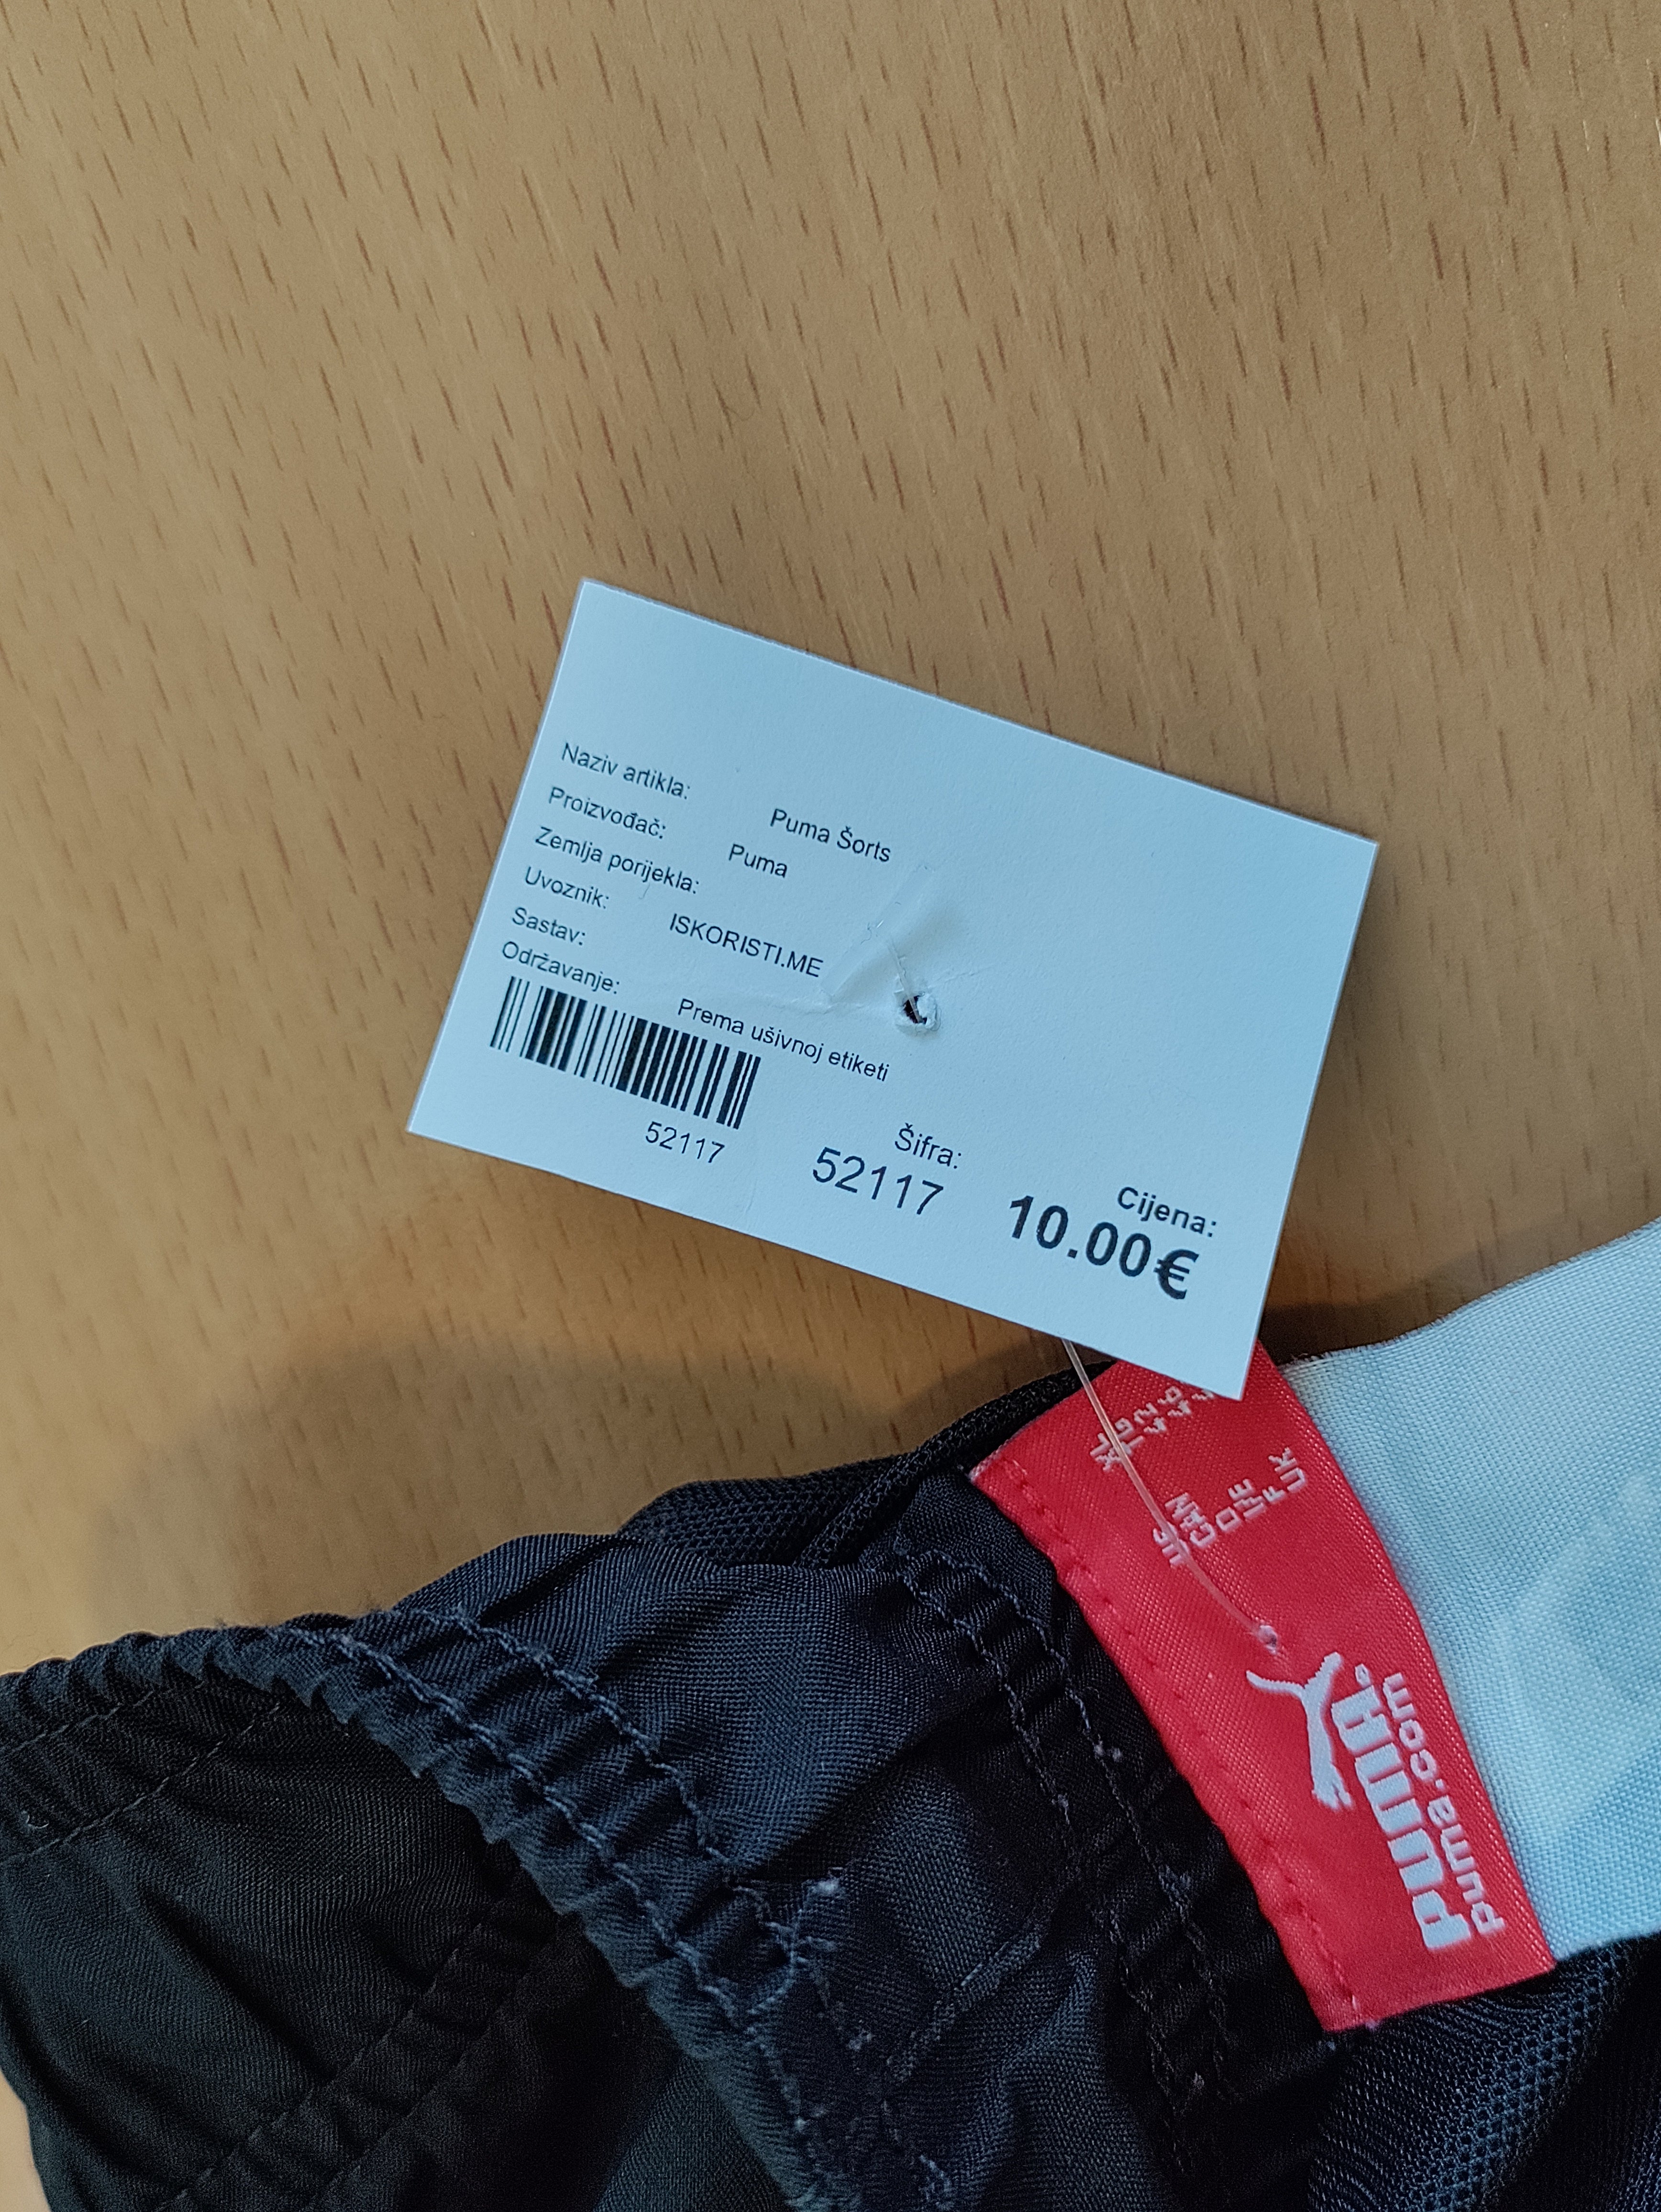 Naziv artikla: Puma Šorts
Proizvođač: Puma
Zemlja porijekla:
Uvoznik: ISKORISTI.ME
Sastav:
Održavanje: Prema ušivnoj etiketi
52117
Šifra:
52117
Cijena:
10.00€
XL
CAN
D
F
UK
PUMA
puma.com